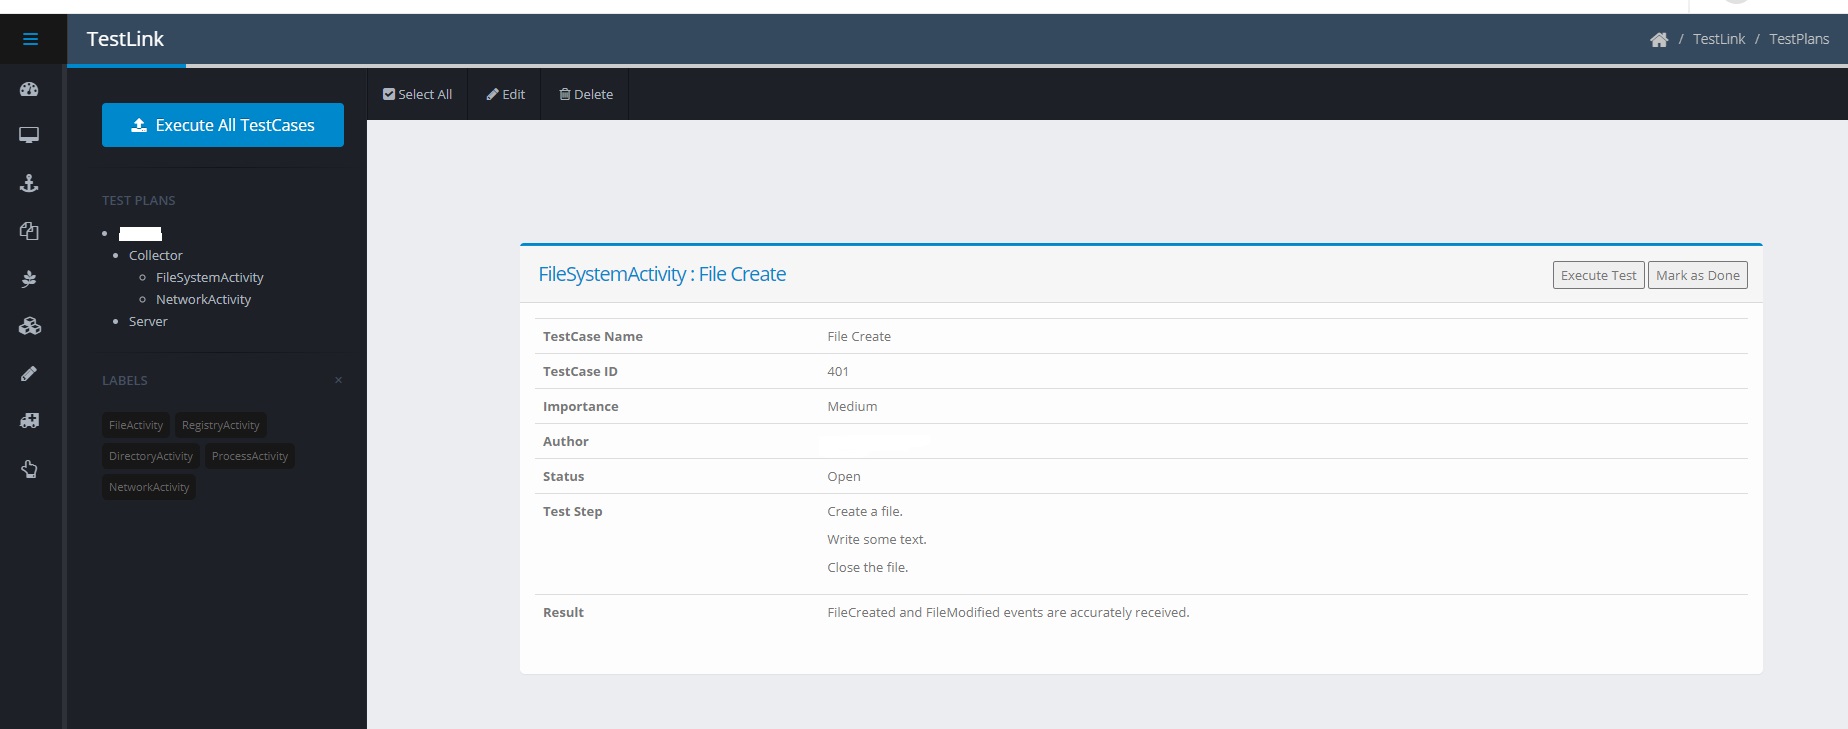 TestLink
/ TestLink / TestPlans
Execute All TestCases
Select All
Edit
Delete
TEST PLANS
Collector
FileSystemActivity
NetworkActivity
Server
LABELS ×
FileActivity RegistryActivity
DirectoryActivity ProcessActivity
NetworkActivity
FileSystemActivity : File Create
Execute Test
Mark as Done
TestCase Name File Create
TestCase ID 401
Importance Medium
Author
Status Open
Test Step Create a file.
Write some text.
Close the file.
Result FileCreated and FileModified events are accurately received.